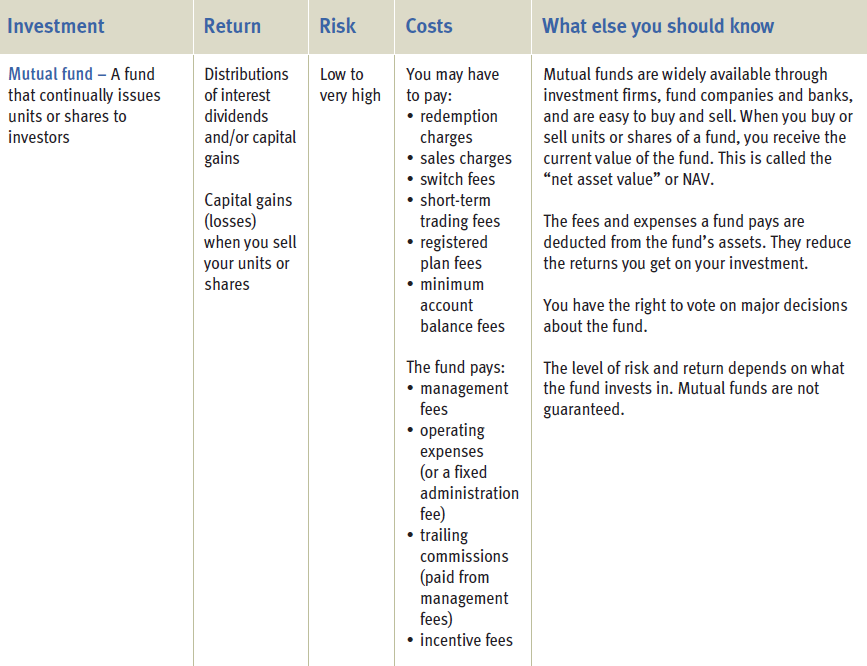 Investment
Return
Risk
Costs
What else you should know
Mutual fund – A fund
that continually issues
units or shares to
investors
Distributions
of interest
dividends
and/or capital
gains
Capital gains
(losses)
when you sell
your units or
shares
Low to
very high
You may have
to pay:
• redemption
charges
• sales charges
• switch fees
• short-term
trading fees
• registered
plan fees
• minimum
account
balance fees
The fund pays:
• management
fees
• operating
expenses
(or a fixed
administration
fee)
• trailing
commissions
(paid from
management
fees)
• incentive fees
Mutual funds are widely available through
investment firms, fund companies and banks,
and are easy to buy and sell. When you buy or
sell units or shares of a fund, you receive the
current value of the fund. This is called the
“net asset value” or NAV.
The fees and expenses a fund pays are
deducted from the fund’s assets. They reduce
the returns you get on your investment.
You have the right to vote on major decisions
about the fund.
The level of risk and return depends on what
the fund invests in. Mutual funds are not
guaranteed.